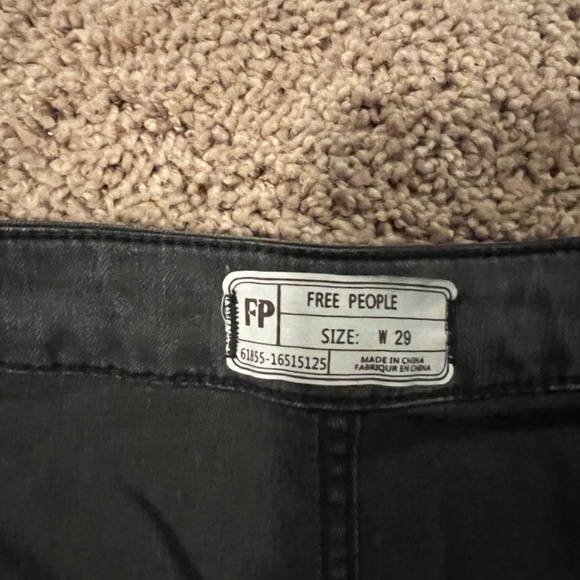 FP
FREE PEOPLE
SIZE: W 29
61855-16515125
MADE IN CHINA
FABRIQUR EN CHINA